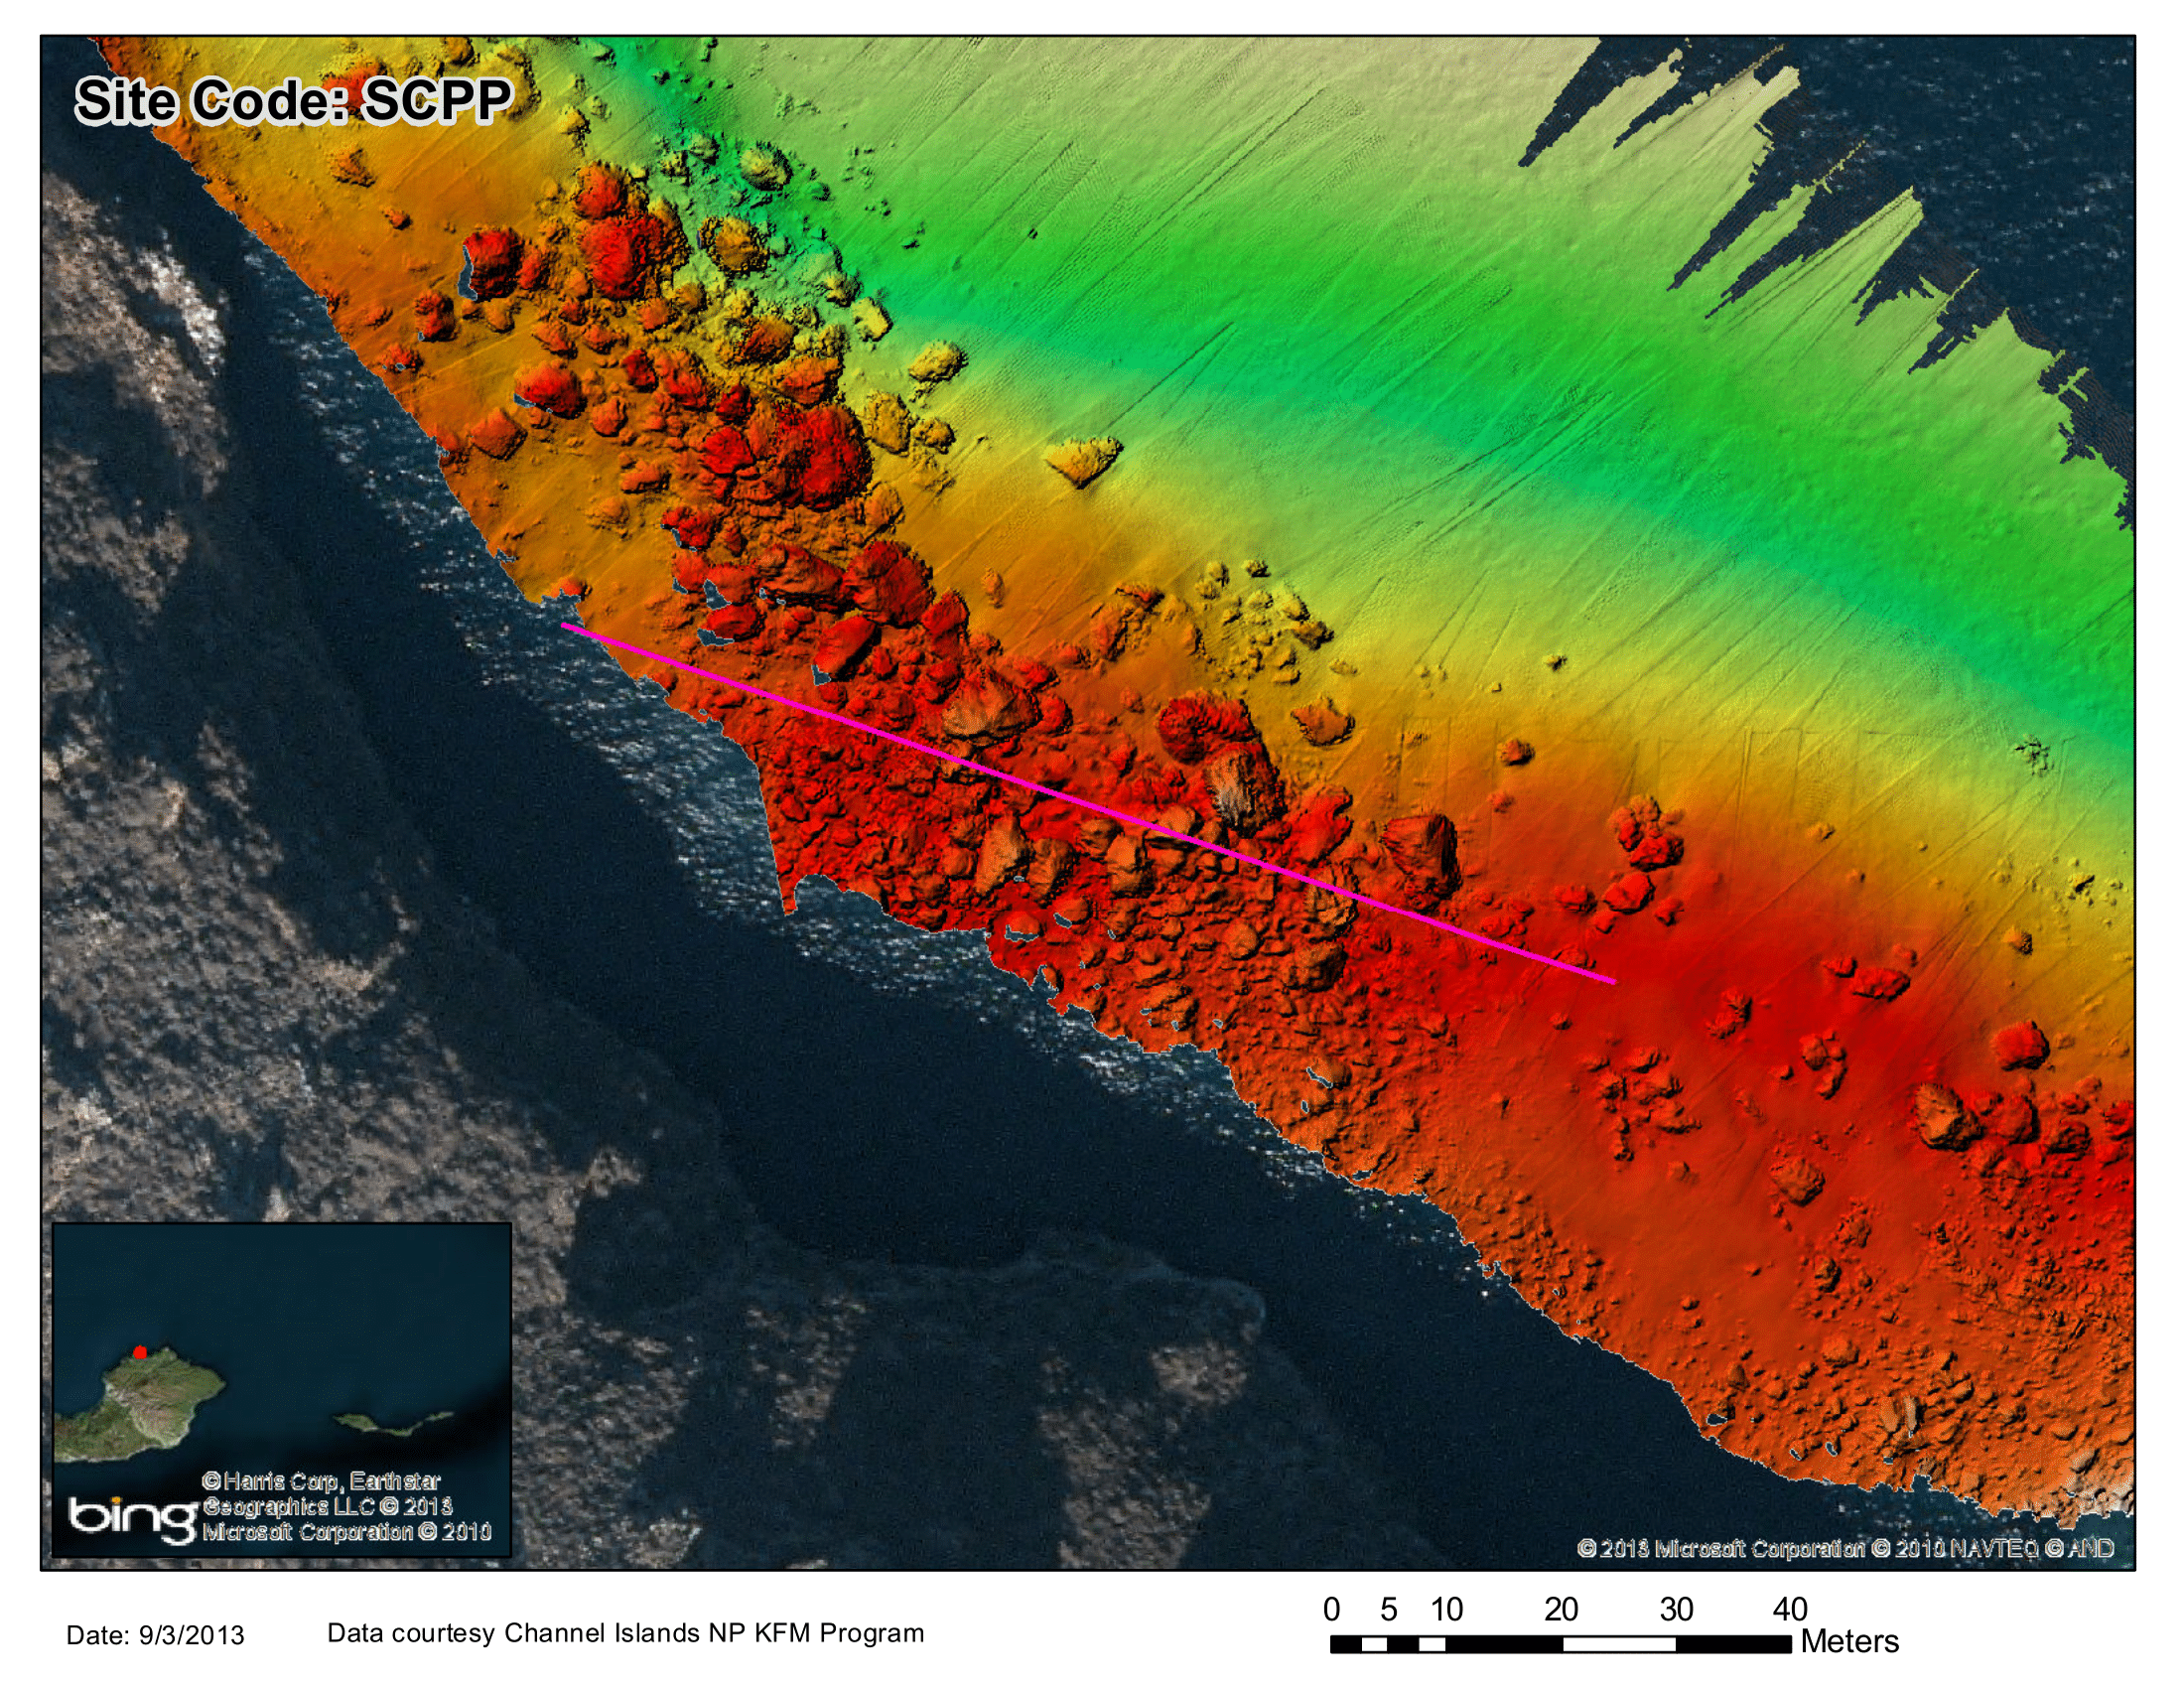 Site Code: SCPP
© Harris Corp, Earthstar
Geographics LLC © 2013
Microsoft Corporation © 2010
bing
© 2013 Microsoft Corporation © 2010 NAVTEQ © AND
0 5 10 20 30 40
Meters
Date: 9/3/2013
Data courtesy Channel Islands NP KFM Program